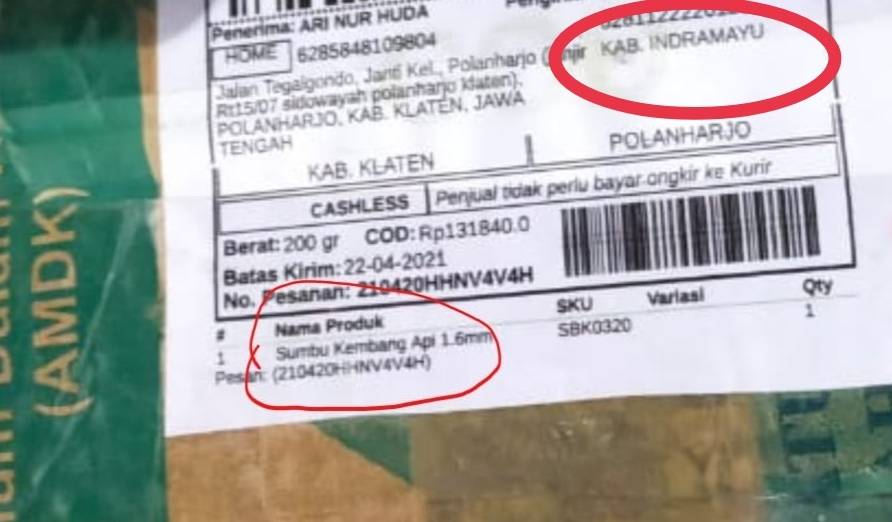 Penerima: ARI NUR HUDA
HOME 6285848109804
KAB. INDRAMAYU
Jalan Tegalgondo, Janti Kel., Polanharjo
Rt15/07 sidowayah polanharjo klaten),
POLANHARJO, KAB. KLATEN, JAWA
TENGAH
KAB. KLATEN
POLANHARJO
CASHLESS Penjual tidak perlu bayar ongkir ke Kurir
Berat: 200 gr COD: Rp131840.0
Batas Kirim: 22-04-2021
No. Pesanan: 210420HHNV4V4H
# Nama Produk SKU Variasi Qty
1 Sumbu Kembang Api 1.6mm SBK0320 1
Pesan: (210420HHNV4V4H)
(AMDK)